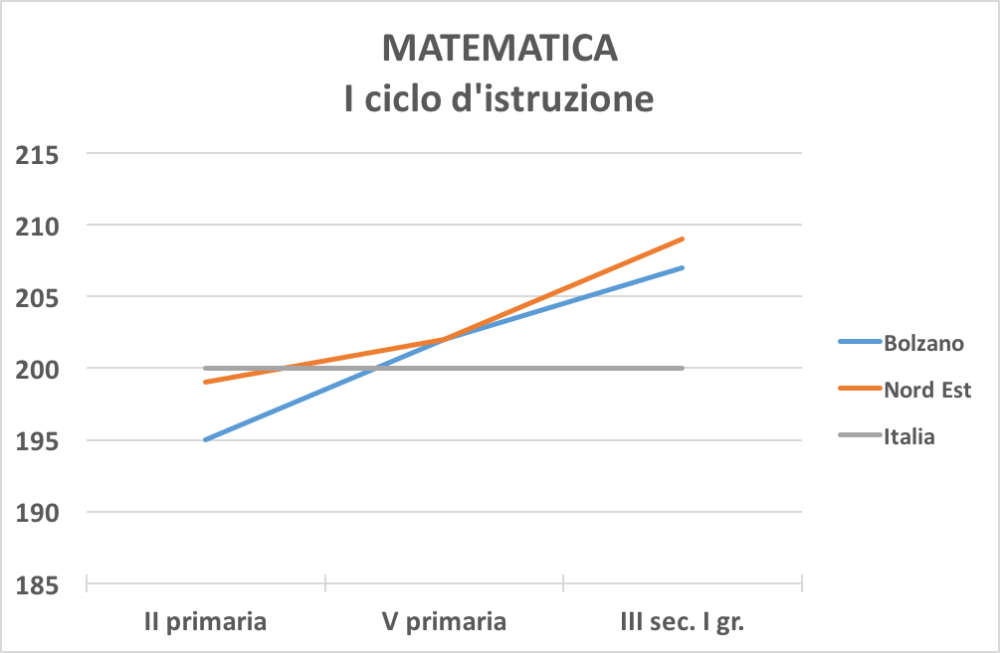 MATEMATICA
I ciclo d'istruzione
215
210
205
200
195
190
185
II primaria V primaria III sec. I gr.
Bolzano
Nord Est
Italia